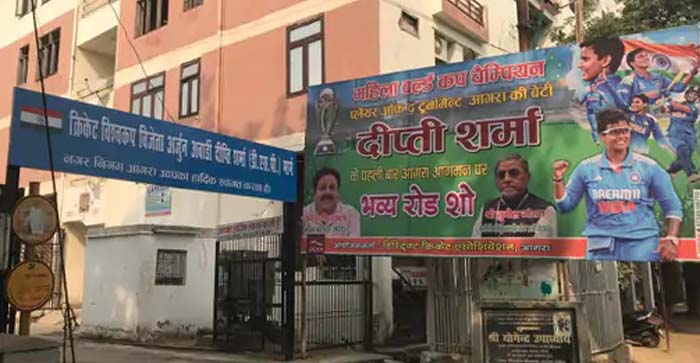 क्रिकेट विश्वकप विजेता अर्जुन अवार्डी दीप्ति शर्मा (डी.एस.पी.) मार्ग
नगर निगम आगरा आपका हार्दिक स्वागत करता है।
महिला वर्ल्ड कप चैम्पियन
प्लेयर ऑफ द टूर्नामेंट आगरा की बेटी
दीप्ती शर्मा
के पहली बार आगरा आगमन पर
भव्य रोड शो
DREAM11
डिस्ट्रिक्ट क्रिकेट एसोसिएशन, आगरा
श्री योगेन्द्र उपाध्याय